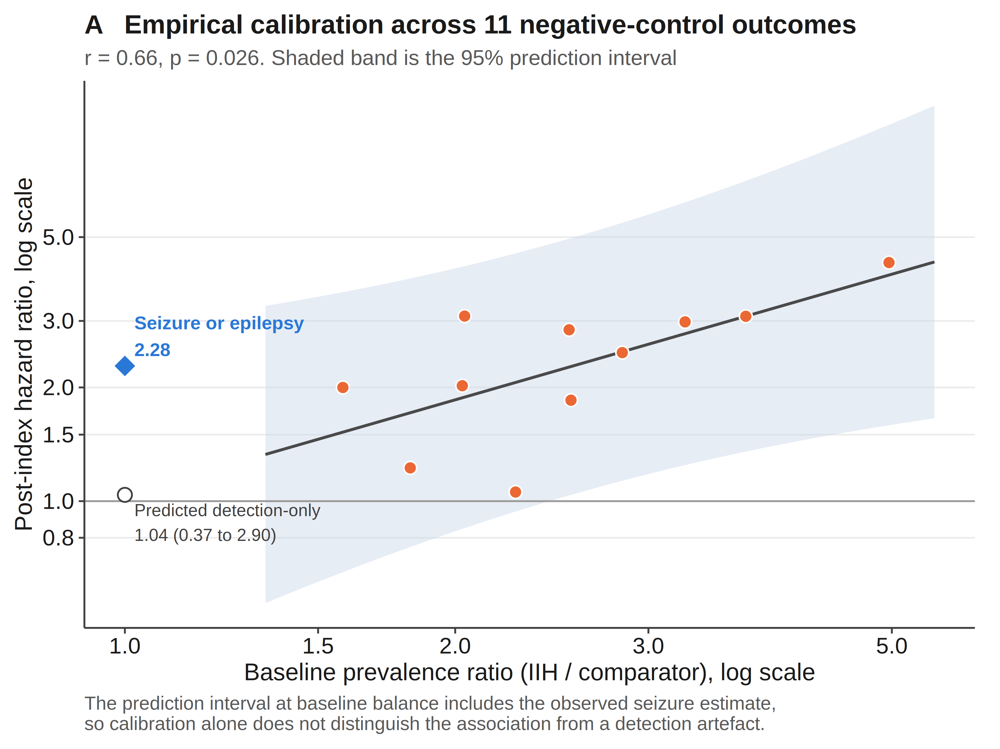 A Empirical calibration across 11 negative-control outcomes
r = 0.66, p = 0.026. Shaded band is the 95% prediction interval
Post-index hazard ratio, log scale
5.0
3.0
2.0
1.5
1.0
0.8
Seizure or epilepsy
2.28
Predicted detection-only
1.04 (0.37 to 2.90)
1.0
1.5
2.0
3.0
5.0
Baseline prevalence ratio (IIH / comparator), log scale
The prediction interval at baseline balance includes the observed seizure estimate,
so calibration alone does not distinguish the association from a detection artefact.